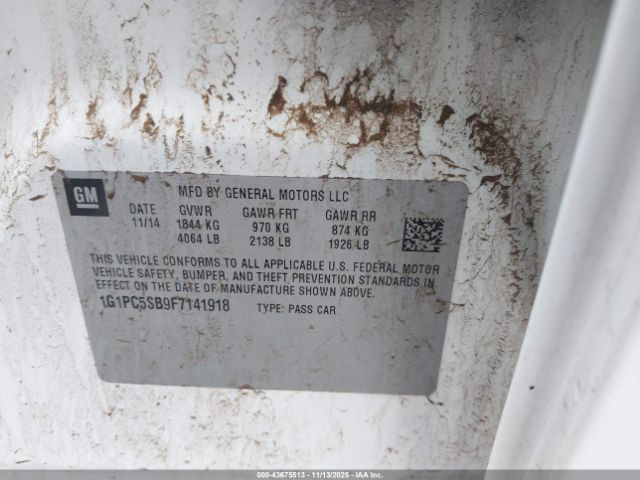 GM
MFD BY GENERAL MOTORS LLC
DATE GVWR GAWR FRT GAWR RR
11/14 1844 KG 970 KG 874 KG
4064 LB 2138 LB 1926 LB
THIS VEHICLE CONFORMS TO ALL APPLICABLE U.S. FEDERAL MOTOR
VEHICLE SAFETY, BUMPER, AND THEFT PREVENTION STANDARDS IN
EFFECT ON THE DATE OF MANUFACTURE SHOWN ABOVE.
1G1PC5SB9F7141918 TYPE: PASS CAR
000-43675513 - 11/13/2025 - IAA Inc.